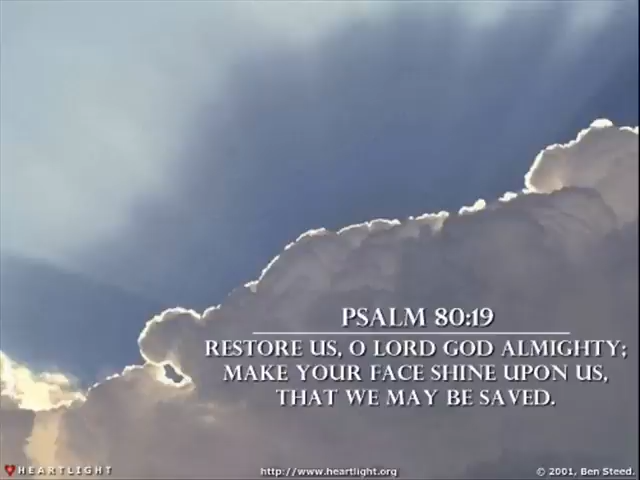 PSALM 80:19
RESTORE US, O LORD GOD ALMIGHTY;
MAKE YOUR FACE SHINE UPON US,
THAT WE MAY BE SAVED.
HEARTLIGHT http://www.heartlight.org © 2001, Ben Steed.